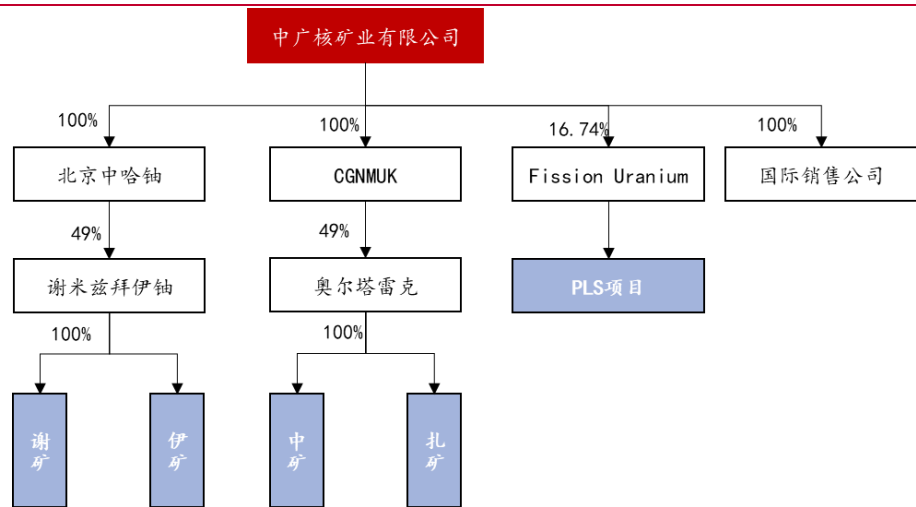 中广核矿业有限公司
100%
100%
16.74%
100%
北京中哈铀
CGNMUK
Fission Uranium
国际销售公司
49%
49%
谢米兹拜伊铀
奥尔塔雷克
PLS项目
100%
100%
谢矿
伊矿
中矿
扎矿